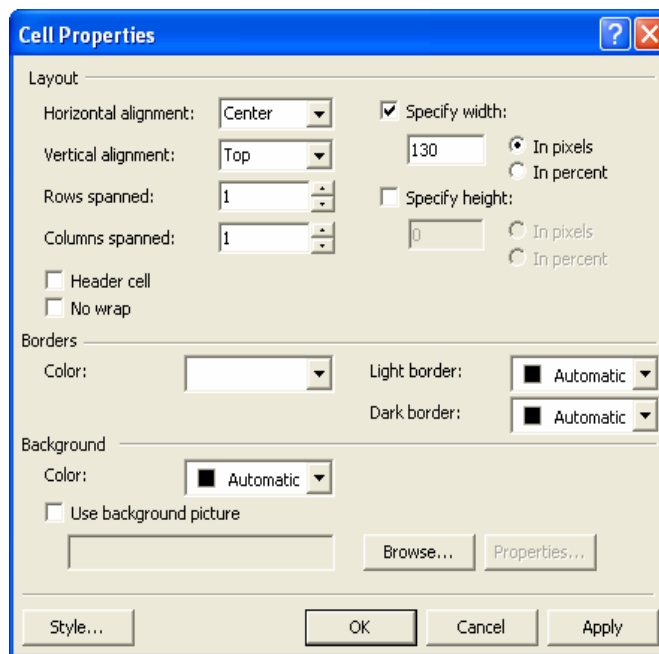 Cell Properties
?
Layout
Horizontal alignment: Center
Specify width:
Vertical alignment: Top
130
In pixels
In percent
Rows spanned: 1
Specify height:
Columns spanned: 1
0
In pixels
In percent
Header cell
No wrap
Borders
Color:
Light border: Automatic
Dark border: Automatic
Background
Color: Automatic
Use background picture
Browse... Properties...
Style... OK Cancel Apply